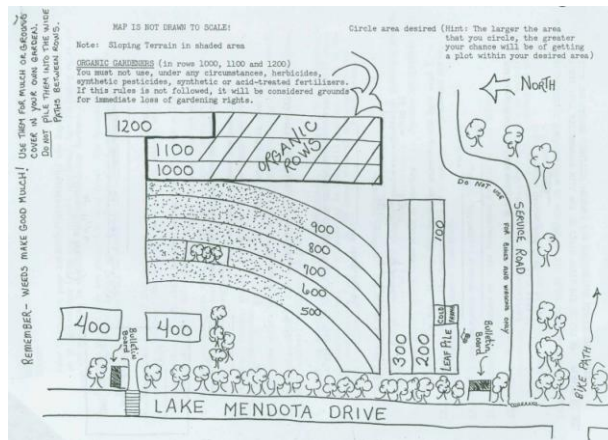 MAP IS NOT DRAWN TO SCALE!
Circle area desired (Hint: The larger the area
that you circle, the greater
your chance will be of getting
a plot within your desired area)
Note: Sloping Terrain in shaded area
ORGANIC GARDENERS (in rows 1000, 1100 and 1200)
You must not use, under any circumstances, herbicides,
synthetic pesticides, synthetic or acid-treated fertilizers.
If this rule is not followed, it will be considered grounds
for immediate loss of gardening rights.
REMEMBER- WEEDS MAKE GOOD MULCH! USE THEM FOR MULCH OR GROUND
COVER IN YOUR OWN GARDEN.
DO NOT PILE THEM INTO THE WIDE
PATHS BETWEEN ROWS.
NORTH
1200
1100
1000
ORGANIC ROWS
900
800
700
600
500
400
400
300
200
100
COLD
LEAF PILE
Bulletin Board
Bulletin Board
DO NOT USE
SERVICE ROAD
FOR BIKES AND WALKING ONLY
BIKE PATH
LAKE MENDOTA DRIVE